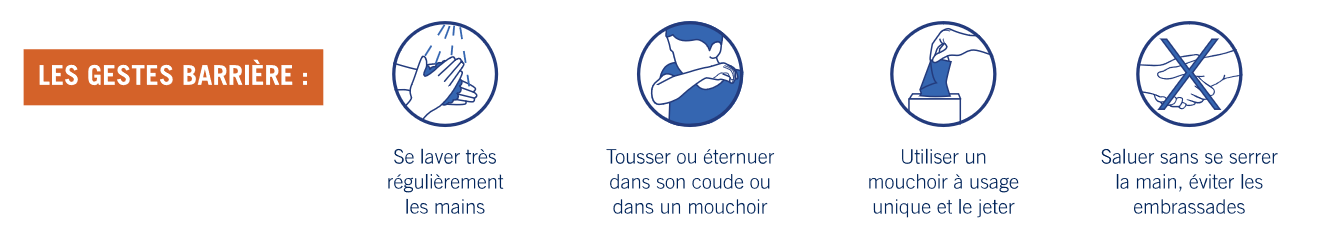 LES GESTES BARRIÈRE :
Se laver très
régulièrement
les mains
Tousser ou éternuer
dans son coude ou
dans un mouchoir
Utiliser un
mouchoir à usage
unique et le jeter
Saluer sans se serrer
la main, éviter les
embrassades